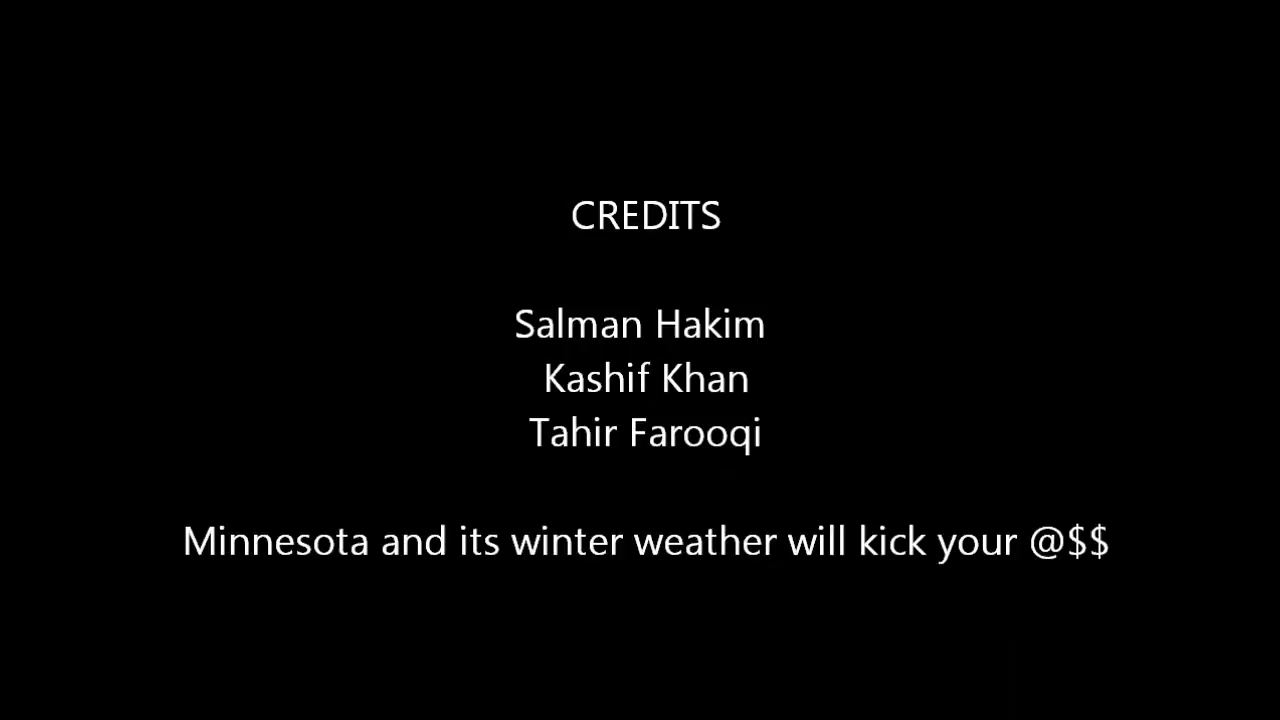 CREDITS
Salman Hakim
Kashif Khan
Tahir Farooqi
Minnesota and its winter weather will kick your @$$